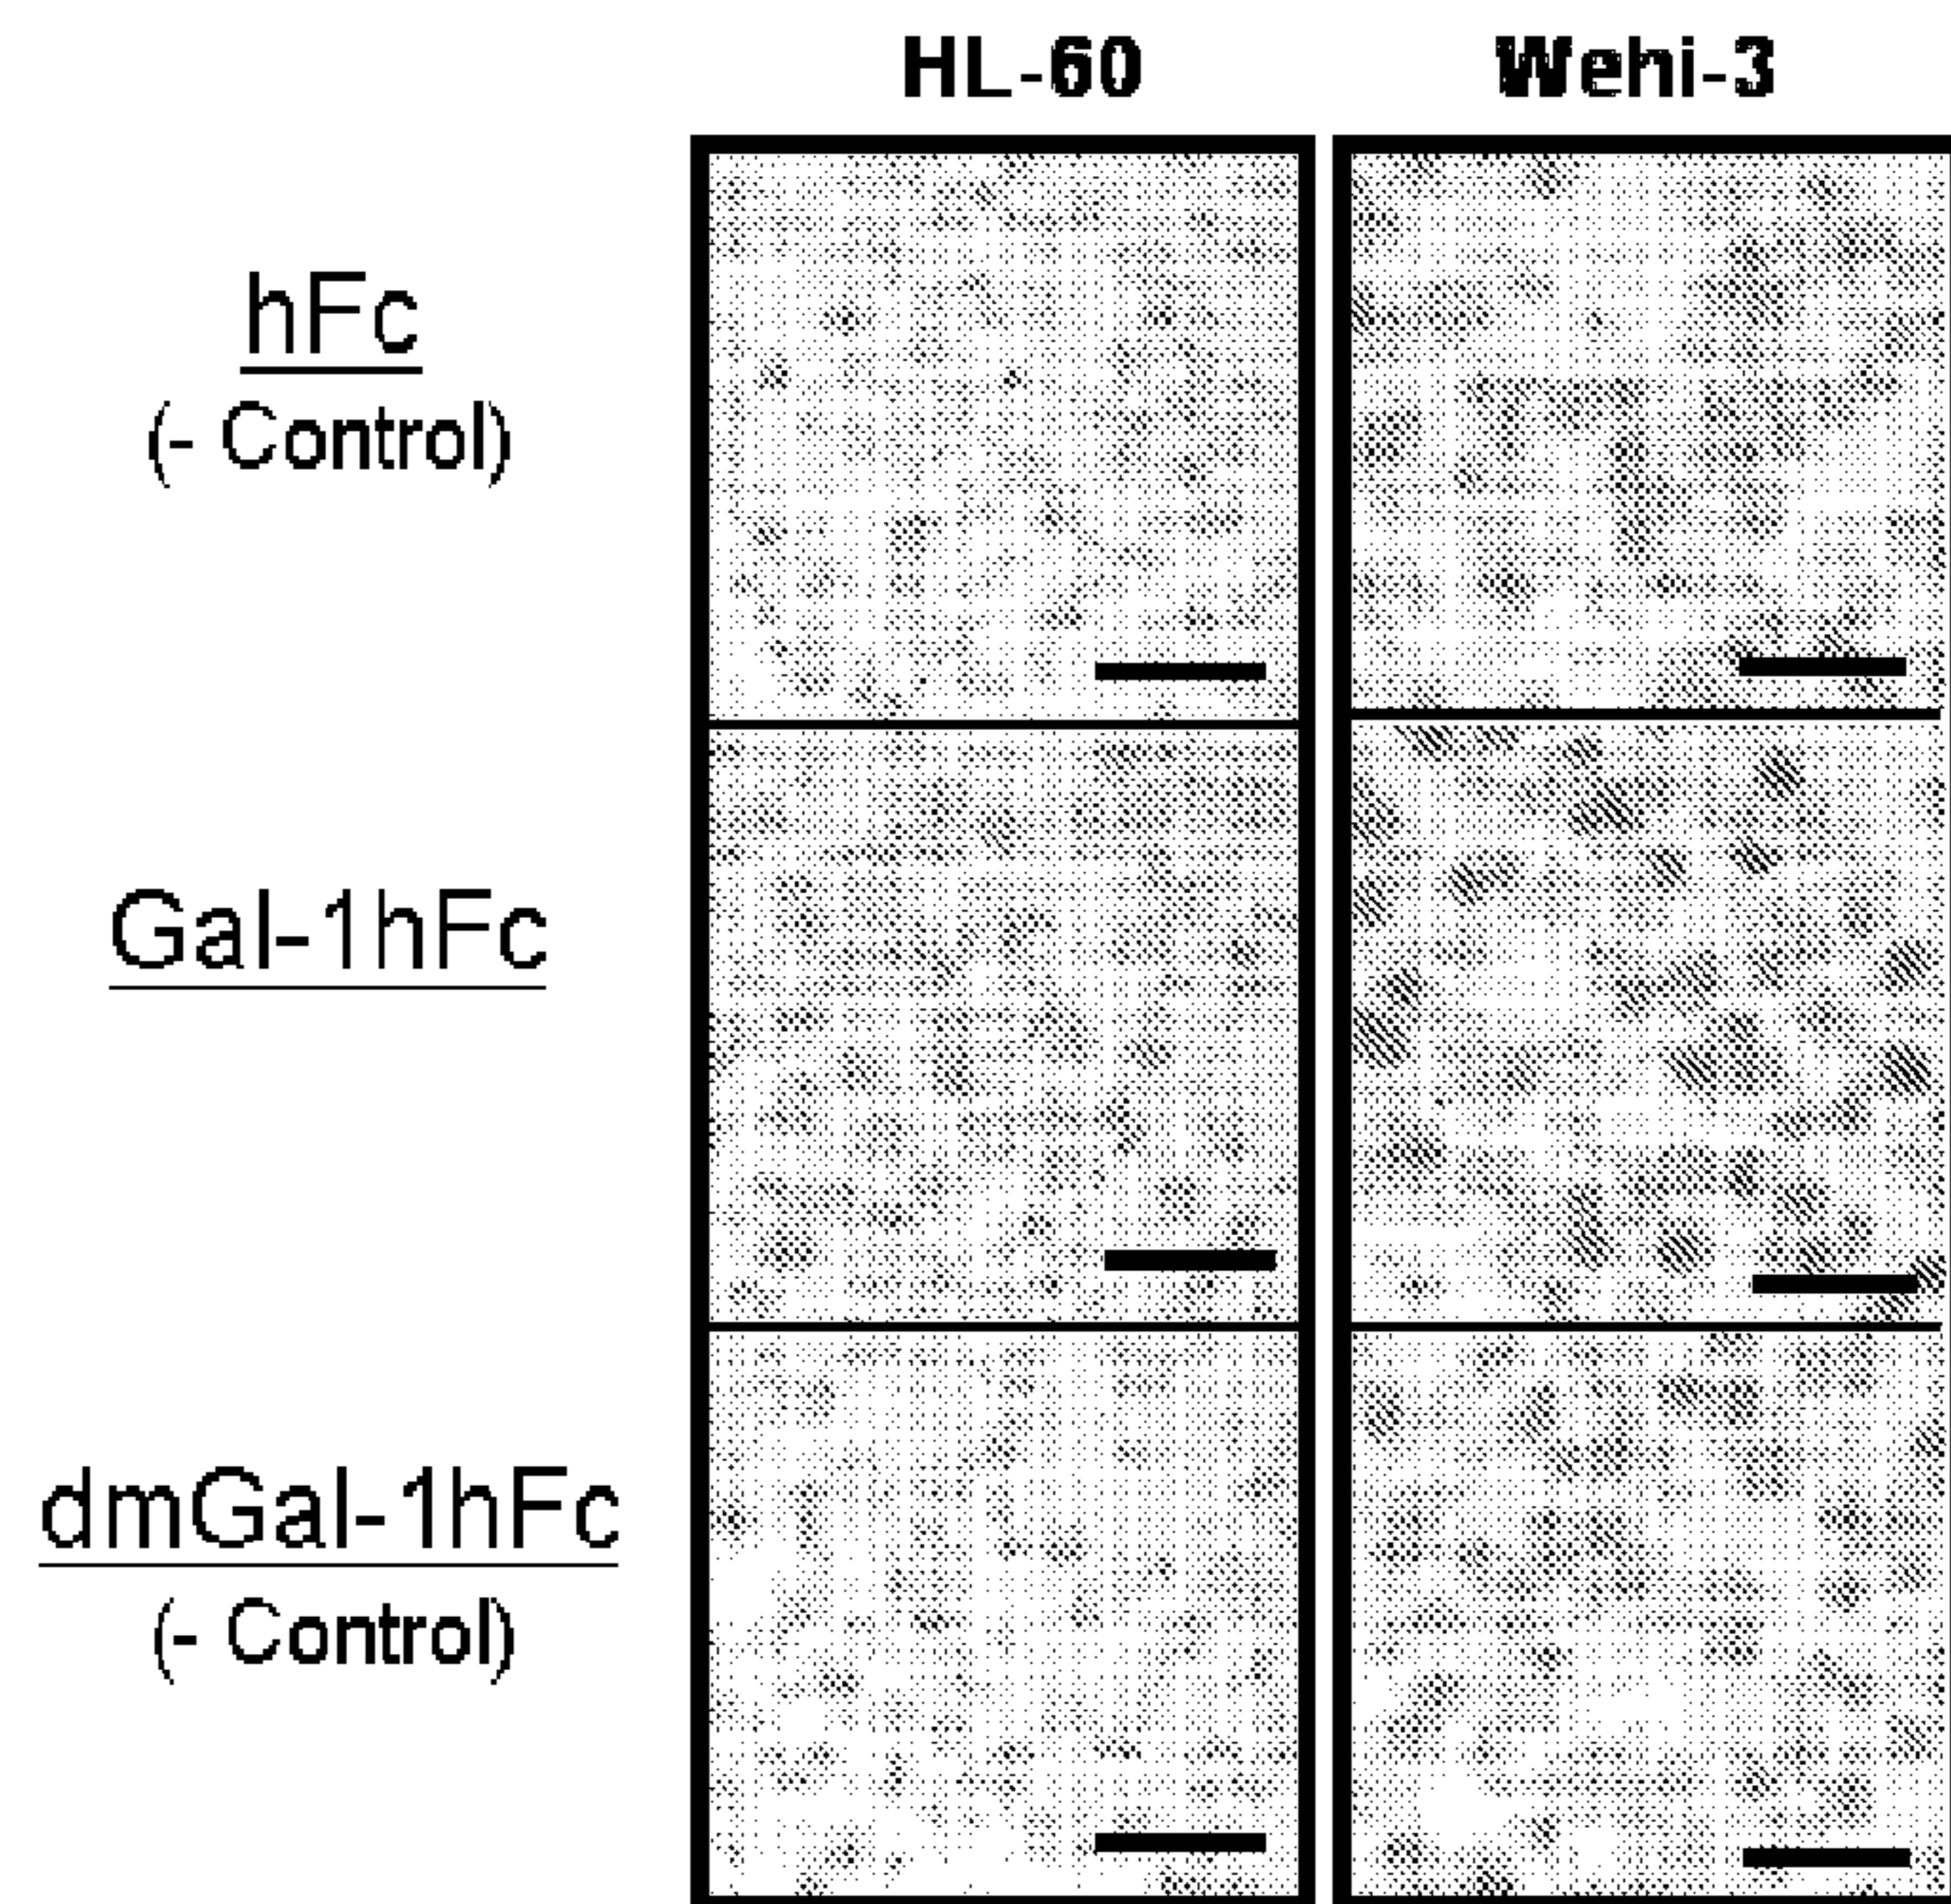 HL-60 Wehi-3
hFc
(- Control)
Gal-1hFc
dmGal-1hFc
(- Control)